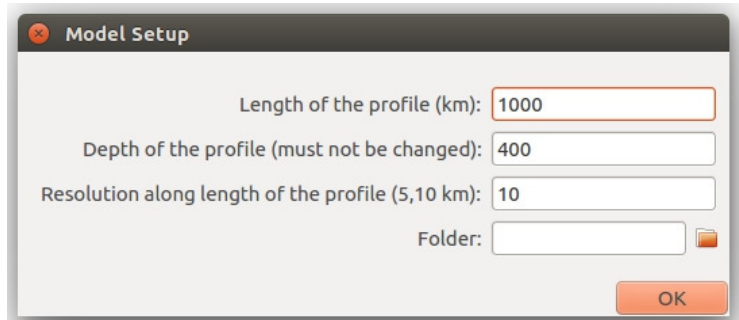 Model Setup
Length of the profile (km): 1000
Depth of the profile (must not be changed): 400
Resolution along length of the profile (5,10 km): 10
Folder:
OK